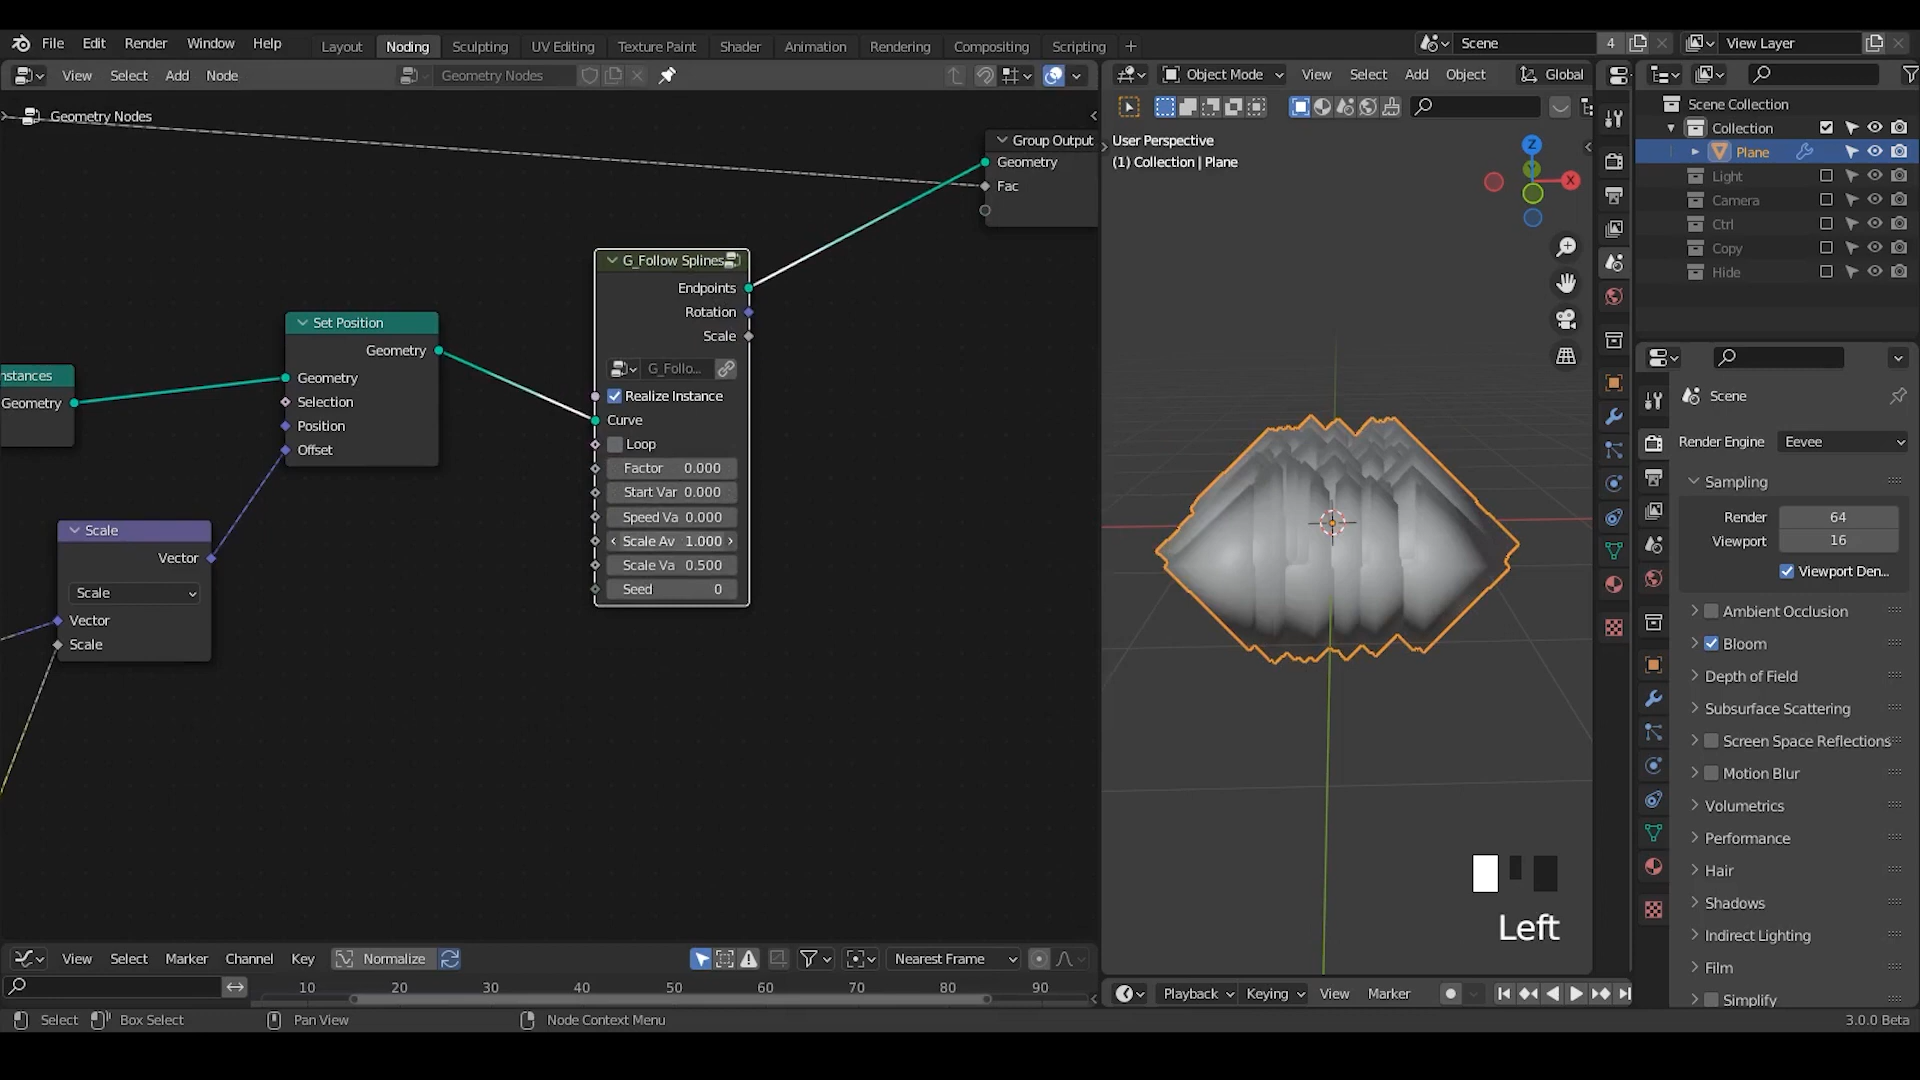 File Edit Render Window Help Layout Noding Sculpting UV Editing Texture Paint Shader Animation Rendering Compositing Scripting + Scene 4 View Layer
View Select Add Node Geometry Nodes Object Mode View Select Add Object Global
Geometry Nodes
User Perspective
(1) Collection | Plane
Z
Y
X
Group Output
Geometry
Fac
G_Follow Splines
Endpoints
Rotation
Scale
G_Follo...
Realize Instance
Curve
Loop
Factor 0.000
Start Var 0.000
Speed Va 0.000
Scale Av 1.000
Scale Va 0.500
Seed 0
Set Position
Geometry
Geometry
Selection
Position
Offset
nstances
Geometry
Scale
Vector
Scale
Vector
Scale
Left
Scene Collection
Collection
Plane
Light
Camera
Ctrl
Copy
Hide
Scene
Render Engine Eevee
Sampling
Render 64
Viewport 16
Viewport Den...
Ambient Occlusion
Bloom
Depth of Field
Subsurface Scattering
Screen Space Reflections
Motion Blur
Volumetrics
Performance
Hair
Shadows
Indirect Lighting
Film
Simplify
View Select Marker Channel Key Normalize Nearest Frame
10 20 30 40 50 60 70 80 90
Playback Keying View Marker
Select Box Select Pan View Node Context Menu 3.0.0 Beta